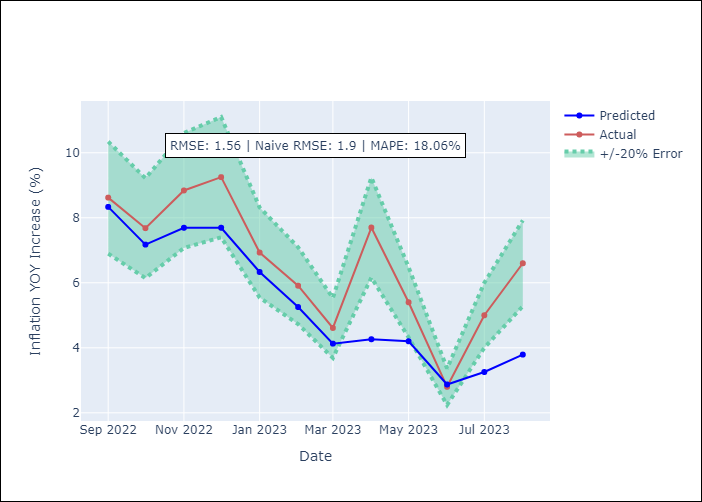 RMSE: 1.56 | Naive RMSE: 1.9 | MAPE: 18.06%
Predicted
Actual
+/-20% Error
Inflation YOY Increase (%)
10
8
6
4
2
Sep 2022
Nov 2022
Jan 2023
Mar 2023
May 2023
Jul 2023
Date